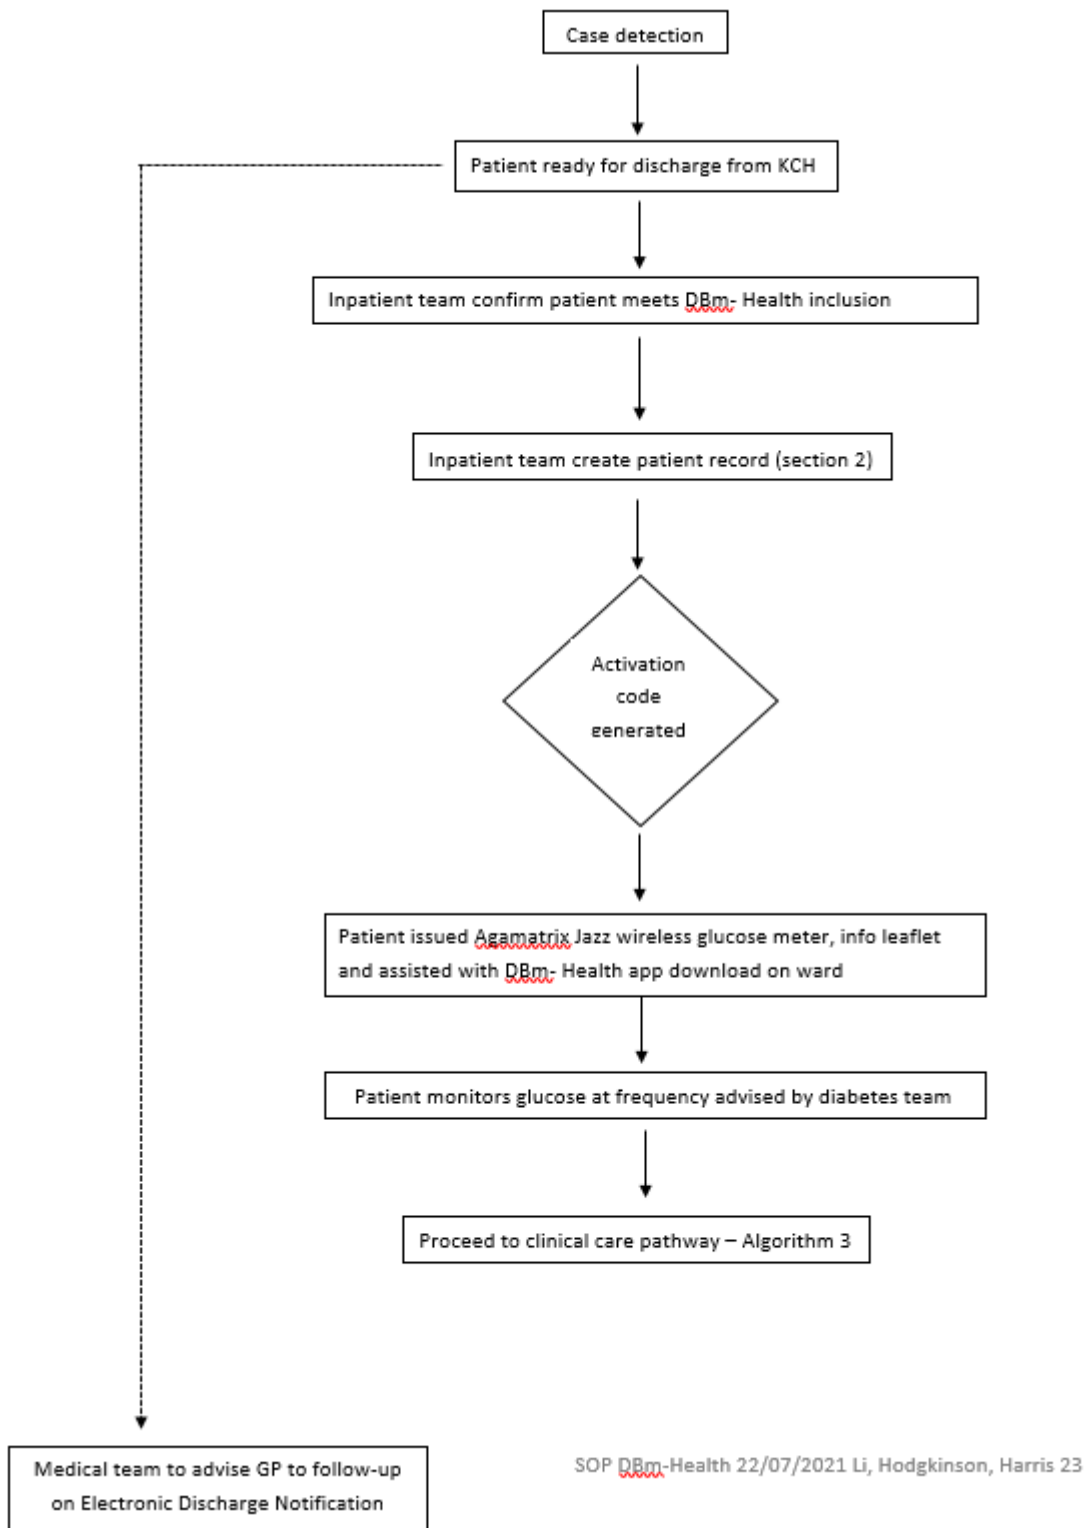 Case detection
Patient ready for discharge from KCH
Inpatient team confirm patient meets DBm- Health inclusion
Inpatient team create patient record (section 2)
Activation
code
generated
Patient issued Agamatrix Jazz wireless glucose meter, info leaflet
and assisted with DBm- Health app download on ward
Patient monitors glucose at frequency advised by diabetes team
Proceed to clinical care pathway – Algorithm 3
Medical team to advise GP to follow-up
on Electronic Discharge Notification
SOP DBm-Health 22/07/2021 Li, Hodgkinson, Harris 23